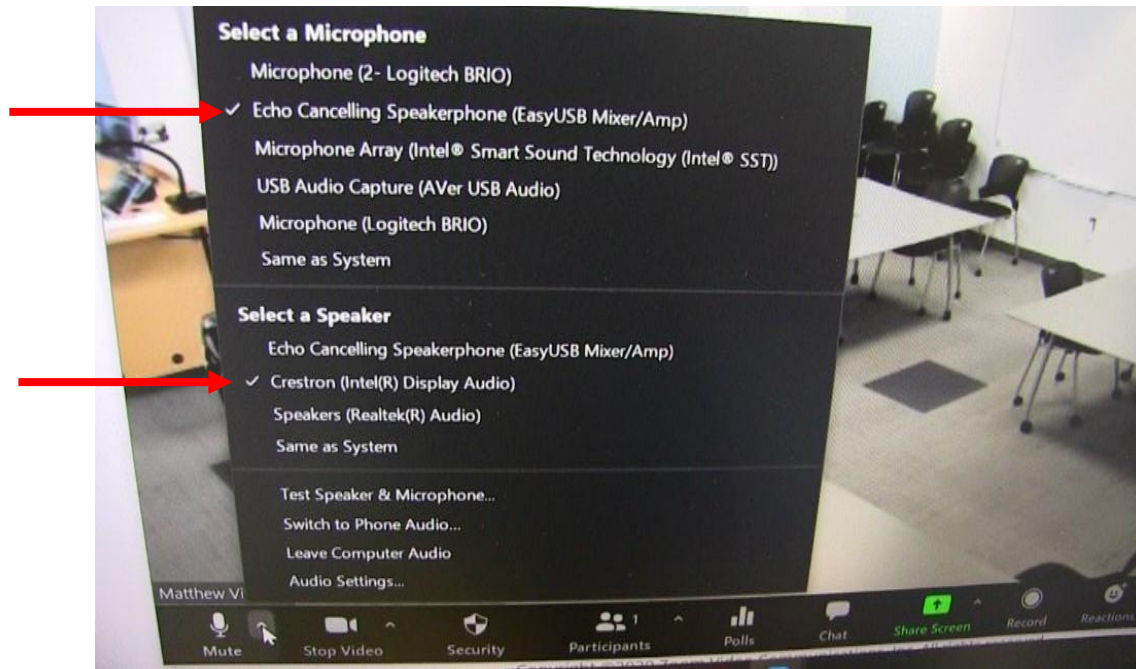 Select a Microphone
Microphone (2- Logitech BRIO)
✓ Echo Cancelling Speakerphone (EasyUSB Mixer/Amp)
Microphone Array (Intel® Smart Sound Technology (Intel® SST))
USB Audio Capture (AVer USB Audio)
Microphone (Logitech BRIO)
Same as System
Select a Speaker
Echo Cancelling Speakerphone (EasyUSB Mixer/Amp)
✓ Crestron (Intel(R) Display Audio)
Speakers (Realtek(R) Audio)
Same as System
Test Speaker & Microphone...
Switch to Phone Audio...
Leave Computer Audio
Audio Settings...
Matthew Vi
1
Mute Stop Video Security Participants Polls Chat Share Screen Record Reactions